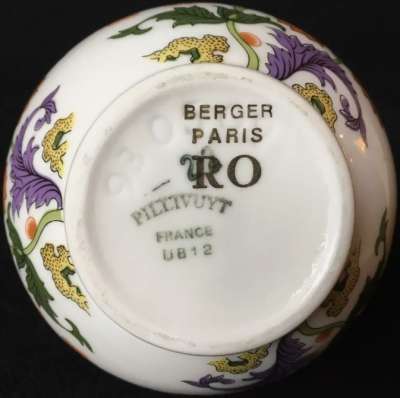 BERGER
PARIS
RO
PILLIVUYT
FRANCE
UB12